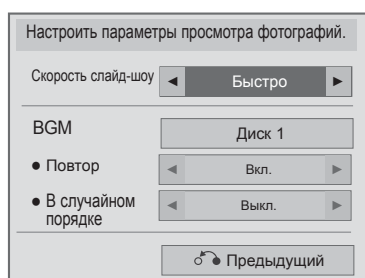 Настроить параметры просмотра фотографий.
Скорость слайд-шоу ◄ Быстро ►
BGM Диск 1
● Повтор ◄ Вкл. ►
● В случайном ◄ Выкл. ►
порядке
Предыдущий